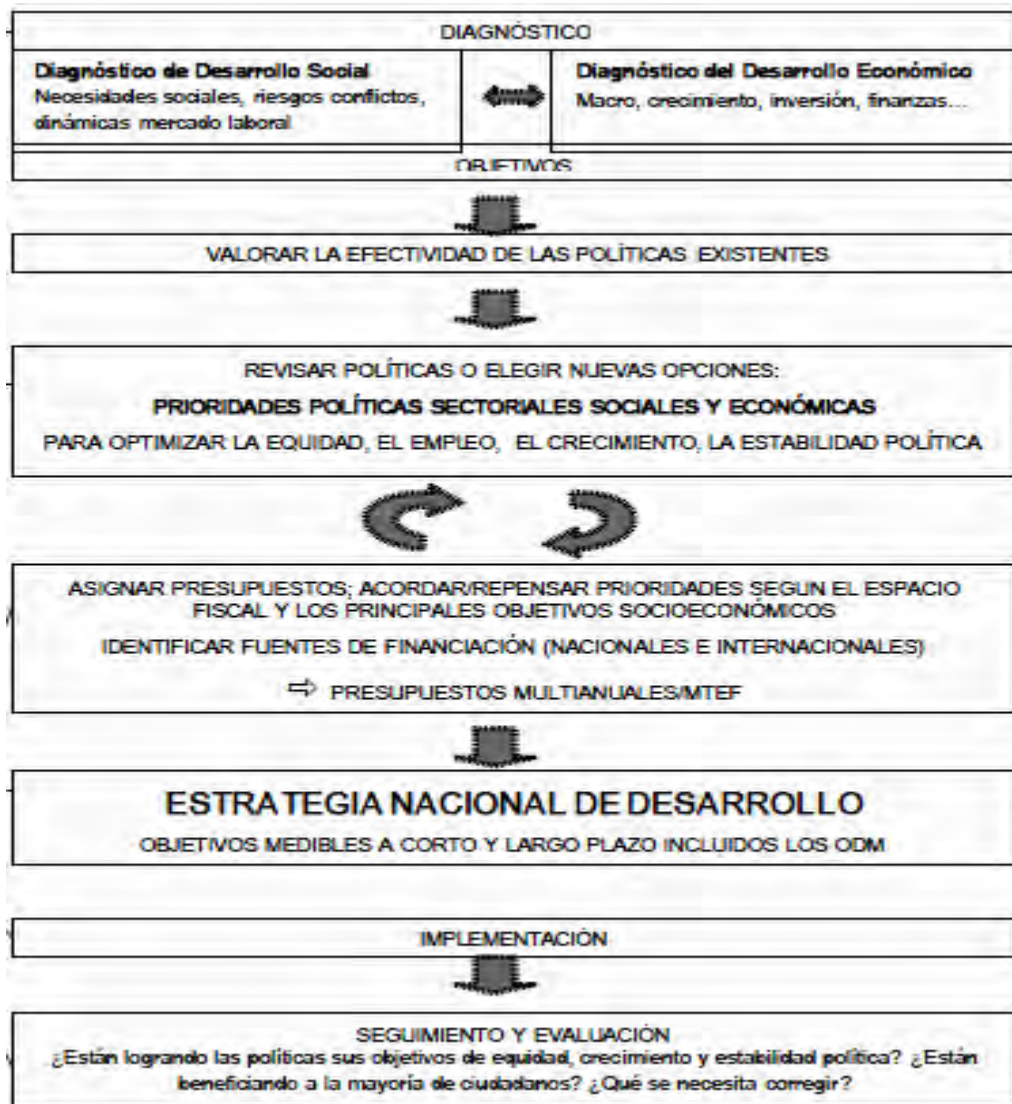 DIAGNÓSTICO
Diagnóstico de Desarrollo Social
Necesidades sociales, riesgos conflictos,
dinámicas mercado laboral
Diagnóstico del Desarrollo Económico
Macro, crecimiento, inversión, finanzas...
OBJETIVOS
VALORAR LA EFECTIVIDAD DE LAS POLÍTICAS EXISTENTES
REVISAR POLÍTICAS O ELEGIR NUEVAS OPCIONES:
PRIORIDADES POLÍTICAS SECTORIALES SOCIALES Y ECONÓMICAS
PARA OPTIMIZAR LA EQUIDAD, EL EMPLEO, EL CRECIMIENTO, LA ESTABILIDAD POLÍTICA
ASIGNAR PRESUPUESTOS; ACORDAR/REPENSAR PRIORIDADES SEGUN EL ESPACIO
FISCAL Y LOS PRINCIPALES OBJETIVOS SOCIOECONÓMICOS
IDENTIFICAR FUENTES DE FINANCIACIÓN (NACIONALES E INTERNACIONALES)
⇨ PRESUPUESTOS MULTIANUALES/MTEF
ESTRATEGIA NACIONAL DE DESARROLLO
OBJETIVOS MEDIBLES A CORTO Y LARGO PLAZO INCLUIDOS LOS ODM
IMPLEMENTACIÓN
SEGUIMIENTO Y EVALUACIÓN
¿Están logrando las políticas sus objetivos de equidad, crecimiento y estabilidad política? ¿Están
beneficiando a la mayoría de ciudadanos? ¿Qué se necesita corregir?